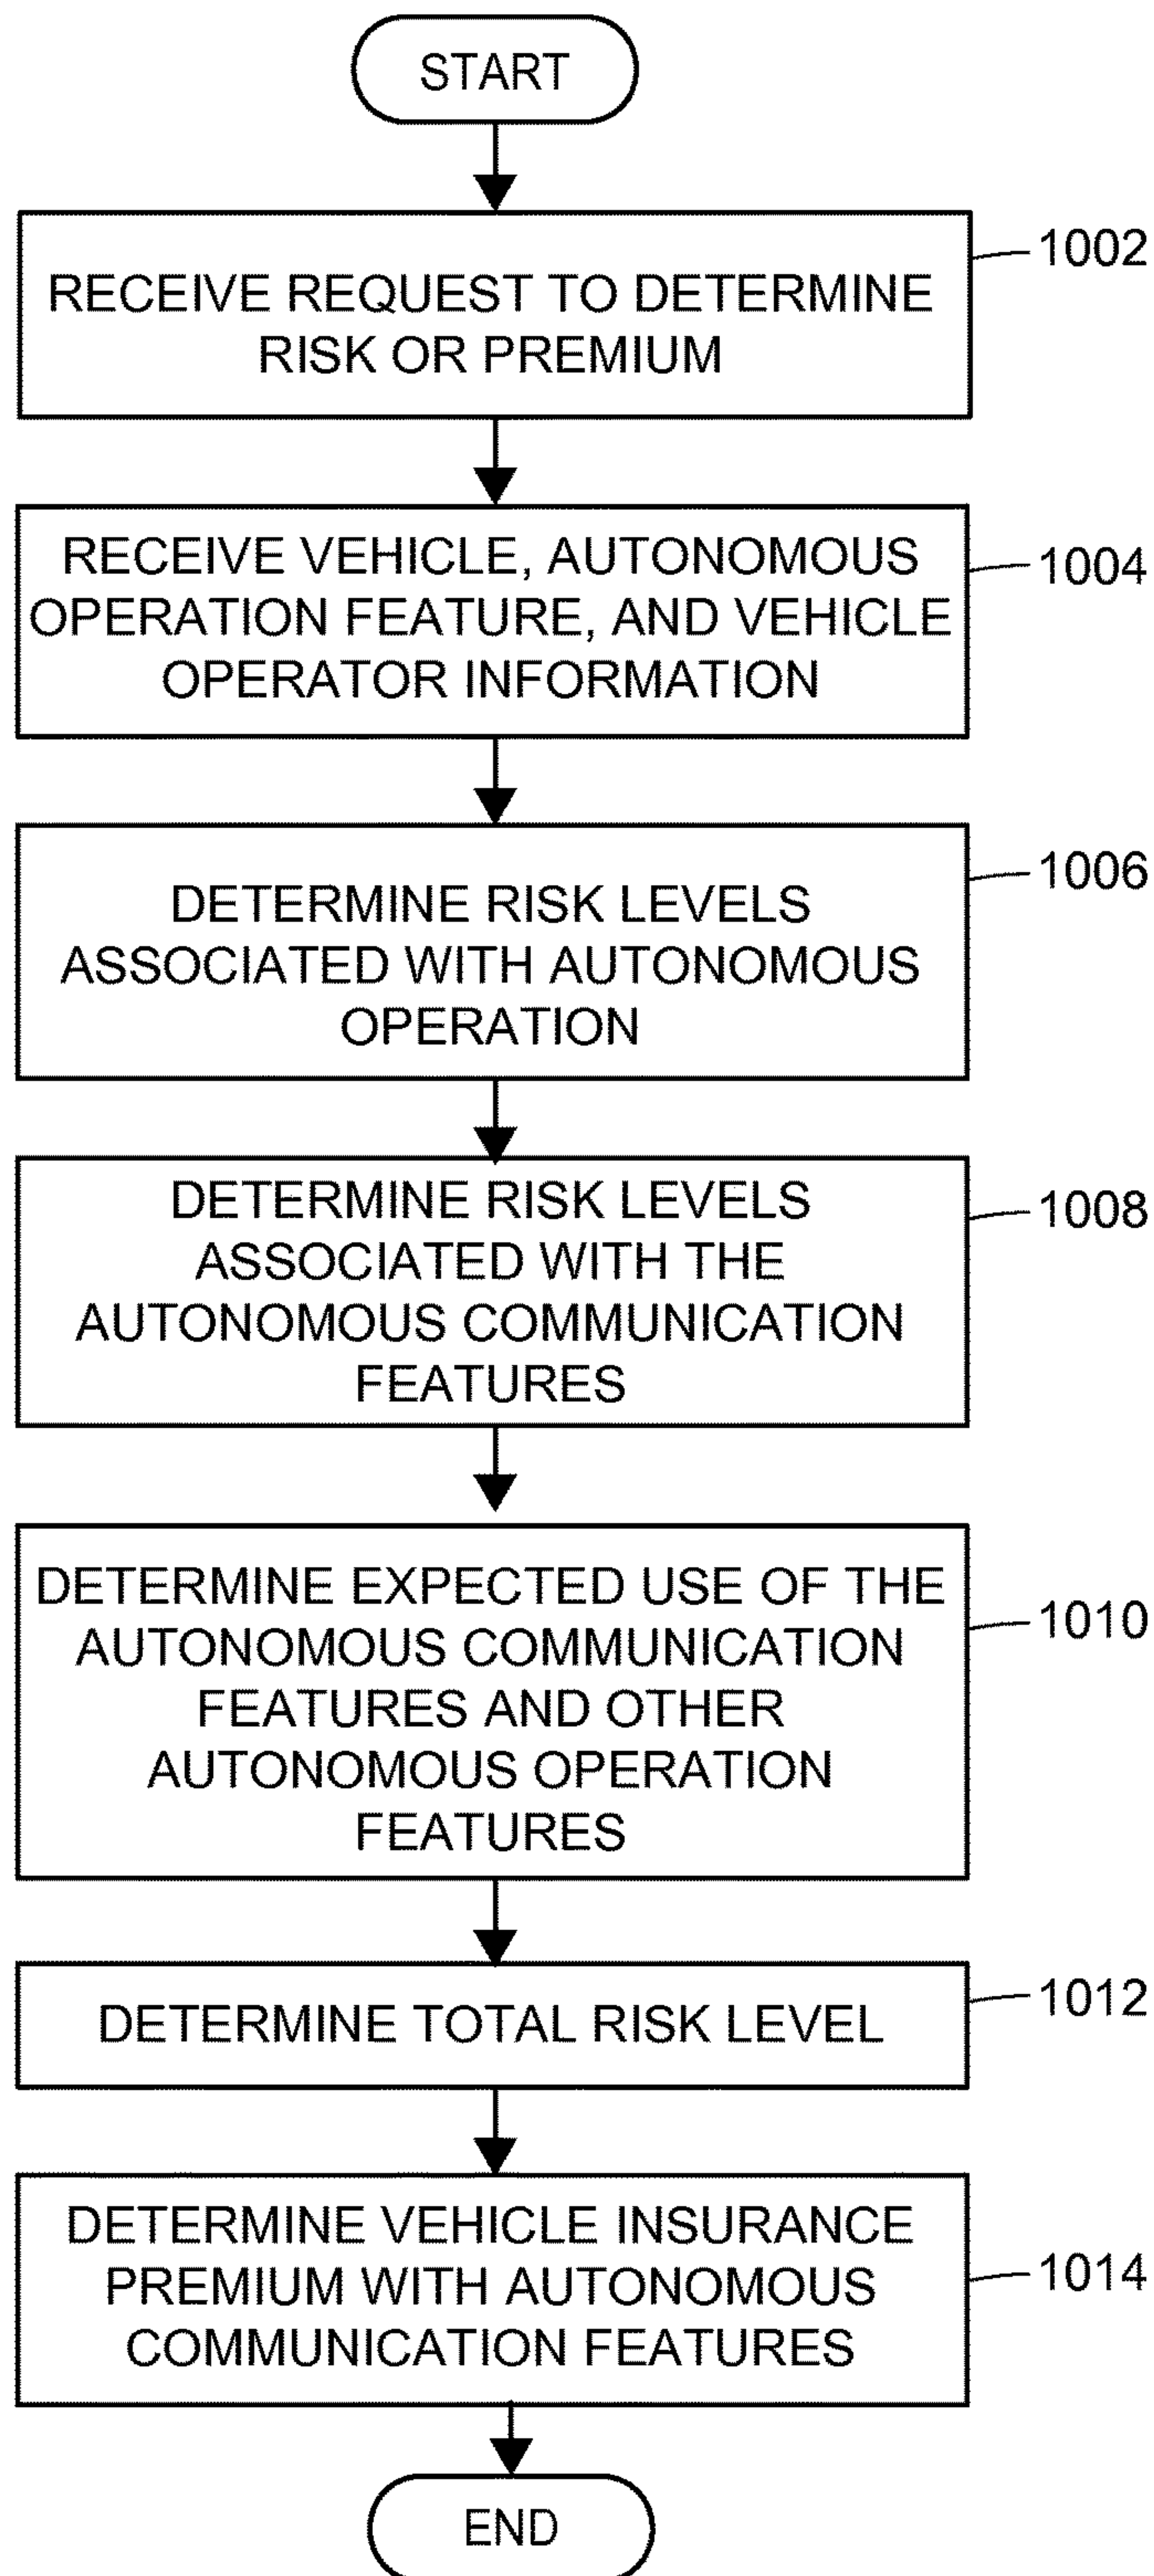 START
RECEIVE REQUEST TO DETERMINE
RISK OR PREMIUM
1002
RECEIVE VEHICLE, AUTONOMOUS
OPERATION FEATURE, AND VEHICLE
OPERATOR INFORMATION
1004
DETERMINE RISK LEVELS
ASSOCIATED WITH AUTONOMOUS
OPERATION
1006
DETERMINE RISK LEVELS
ASSOCIATED WITH THE
AUTONOMOUS COMMUNICATION
FEATURES
1008
DETERMINE EXPECTED USE OF THE
AUTONOMOUS COMMUNICATION
FEATURES AND OTHER
AUTONOMOUS OPERATION
FEATURES
1010
DETERMINE TOTAL RISK LEVEL
1012
DETERMINE VEHICLE INSURANCE
PREMIUM WITH AUTONOMOUS
COMMUNICATION FEATURES
1014
END